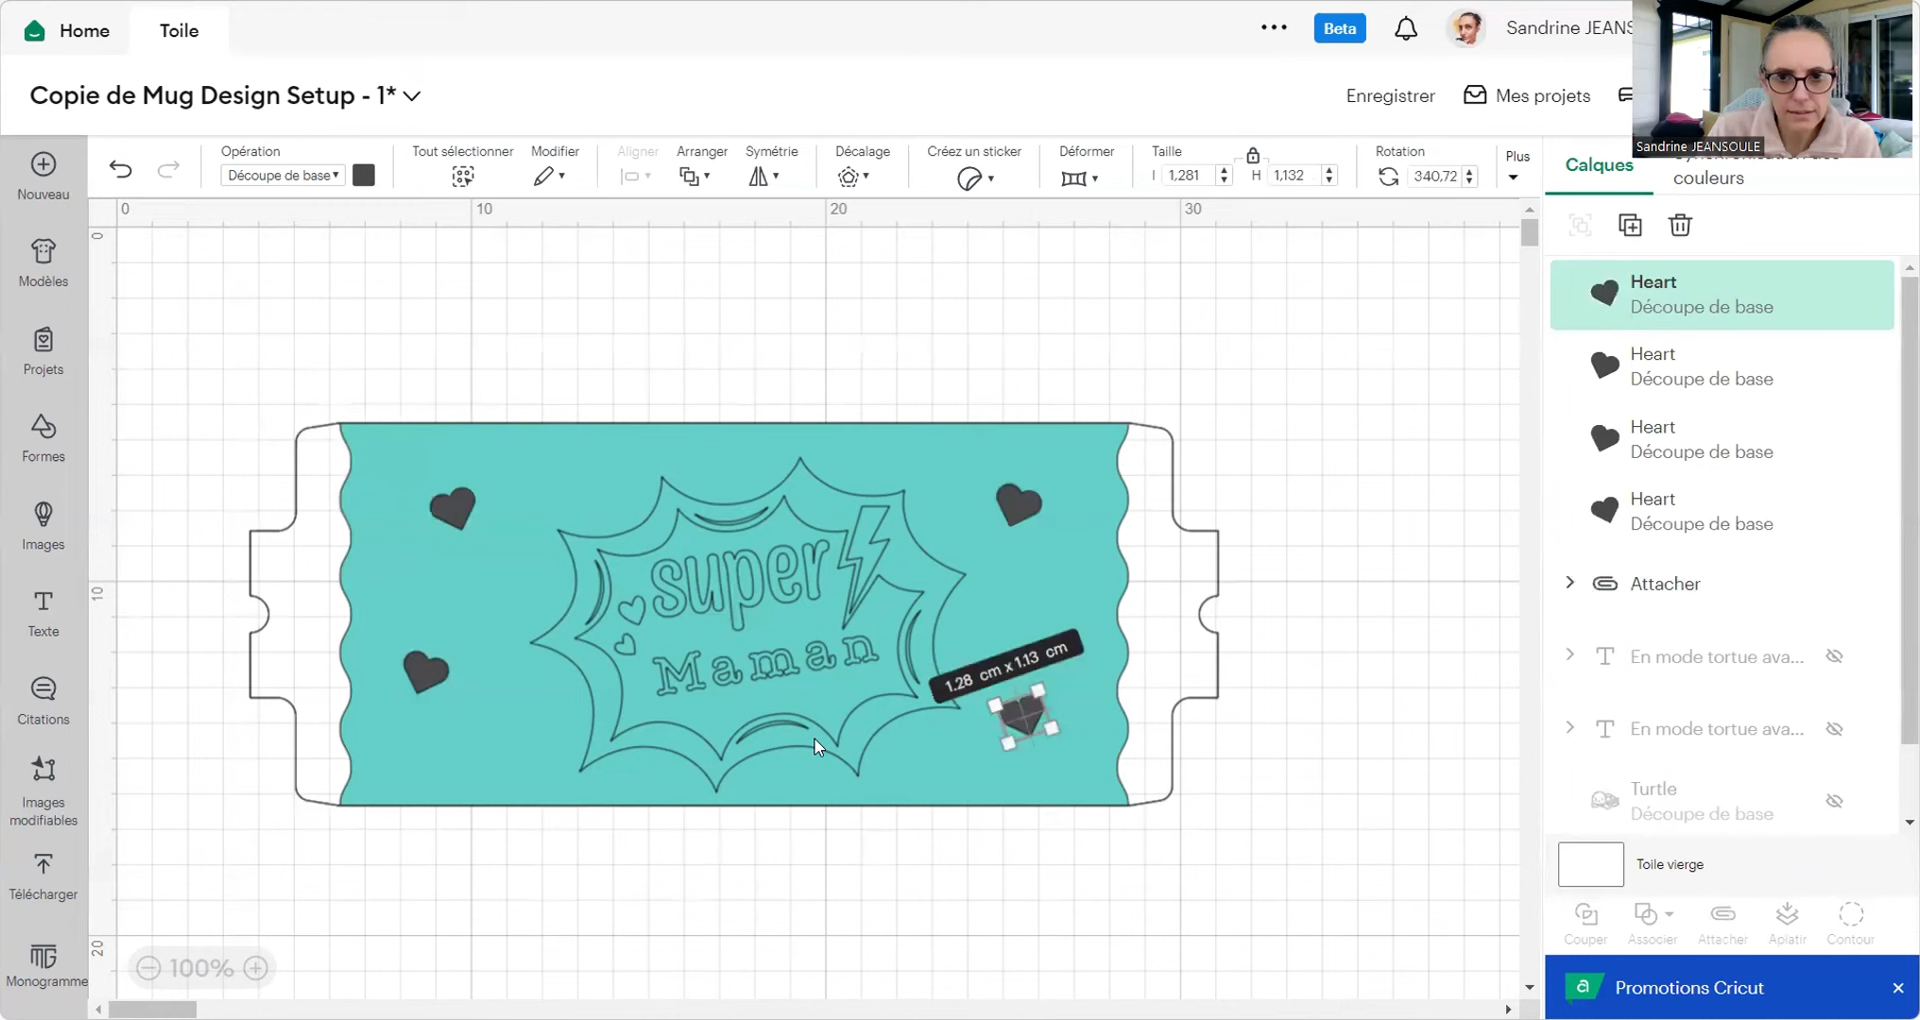 Home
Toile
Beta
Sandrine JEANS
Copie de Mug Design Setup - 1*
Enregistrer
Mes projets
Sandrine JEANSOULE
Opération
Découpe de base
Tout sélectionner
Modifier
Aligner
Arranger
Symétrie
Décalage
Créez un sticker
Déformer
Taille
l 1,281
H 1,132
Rotation
340,72
Plus
Calques
couleurs
Nouveau
Modèles
Projets
Formes
Images
Texte
Citations
Images
modifiables
Télécharger
Monogramme
0 10 20 30
0
10
20
super
Maman
1.28 cm x 1.13 cm
100%
Heart
Découpe de base
Heart
Découpe de base
Heart
Découpe de base
Heart
Découpe de base
Attacher
En mode tortue ava...
En mode tortue ava...
Turtle
Découpe de base
Toile vierge
Couper
Associer
Attacher
Aplatir
Contour
Promotions Cricut